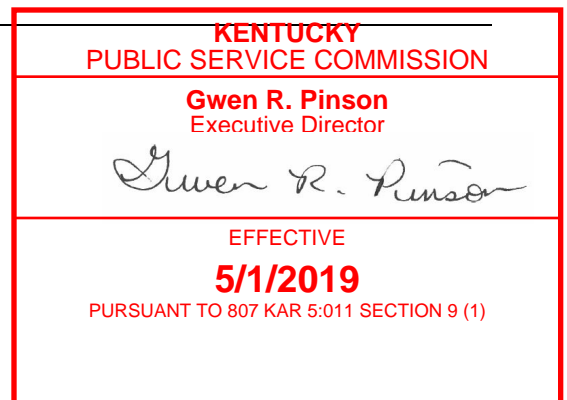 KENTUCKY
PUBLIC SERVICE COMMISSION
Gwen R. Pinson
Executive Director
Gwen R. Pinson
EFFECTIVE
5/1/2019
PURSUANT TO 807 KAR 5:011 SECTION 9 (1)